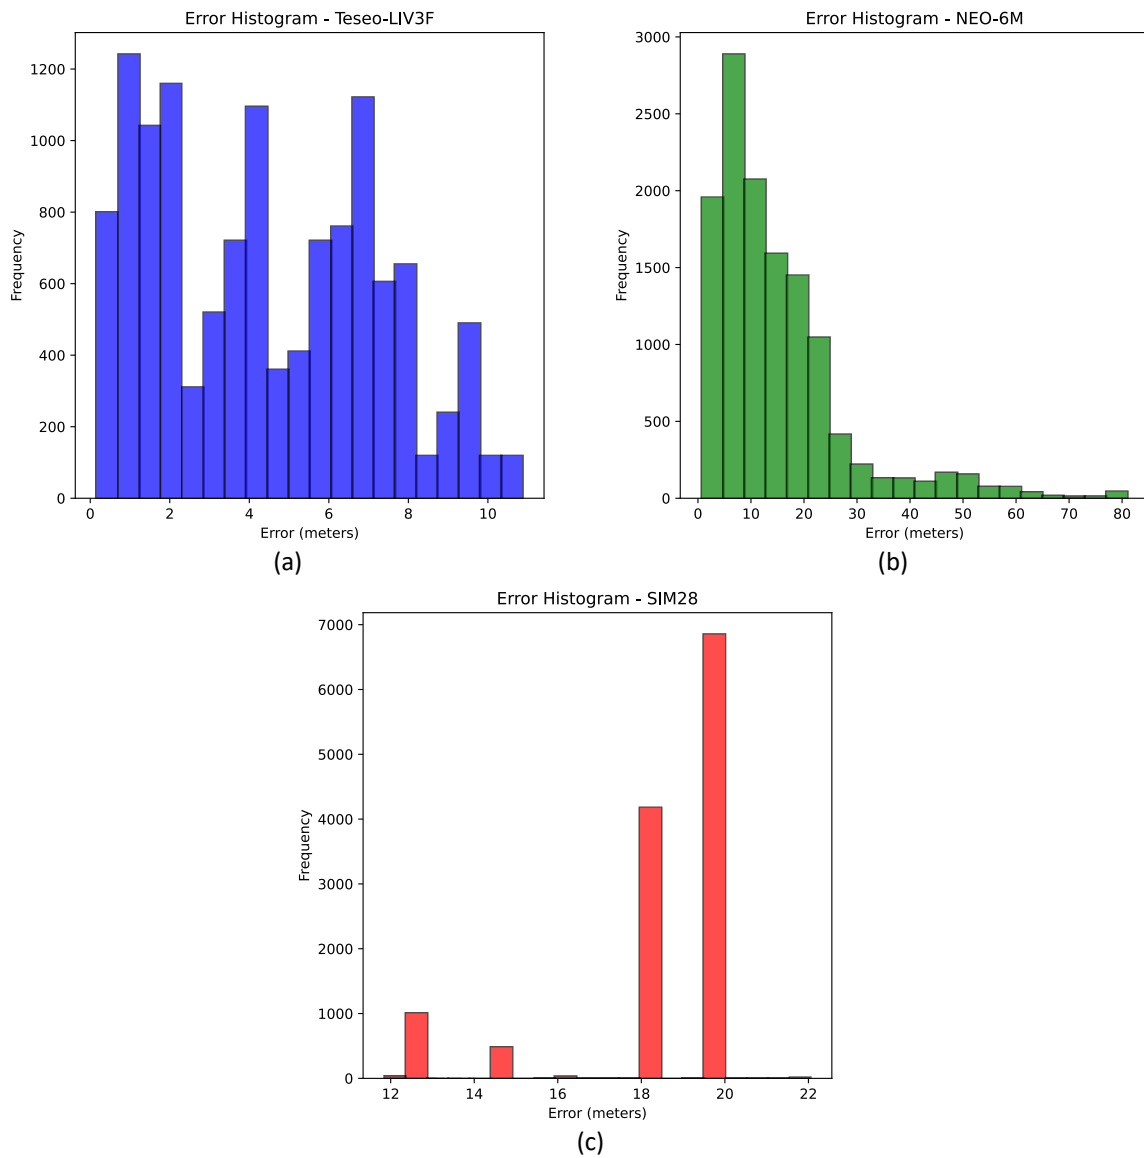 Error Histogram - Teseo-LIV3F
Frequency
1200
1000
800
600
400
200
0
0 2 4 6 8 10
Error (meters)
(a)
Error Histogram - NEO-6M
Frequency
3000
2500
2000
1500
1000
500
0
0 10 20 30 40 50 60 70 80
Error (meters)
(b)
Error Histogram - SIM28
Frequency
7000
6000
5000
4000
3000
2000
1000
0
12 14 16 18 20 22
Error (meters)
(c)